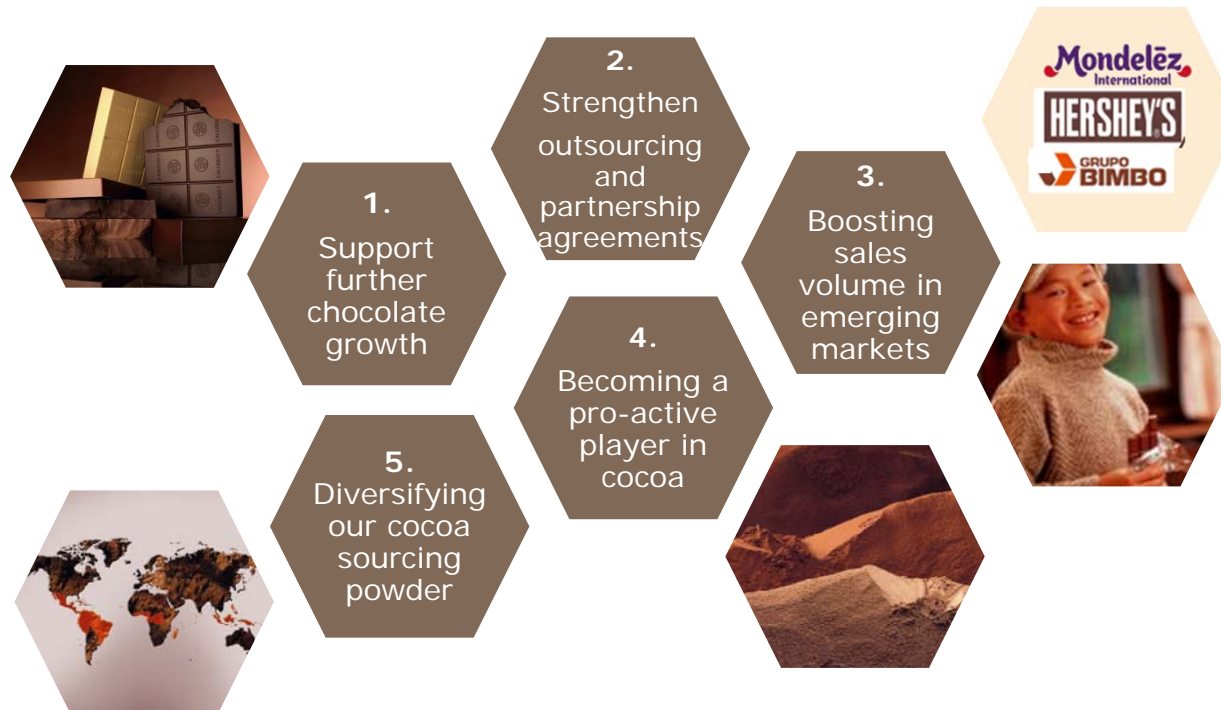 1.
Support
further
chocolate
growth
2.
Strengthen
outsourcing
and
partnership
agreements
3.
Boosting
sales
volume in
emerging
markets
4.
Becoming a
pro-active
player in
cocoa
5.
Diversifying
our cocoa
sourcing
powder
Mondelēz
International
HERSHEY'S
GRUPO
BIMBO